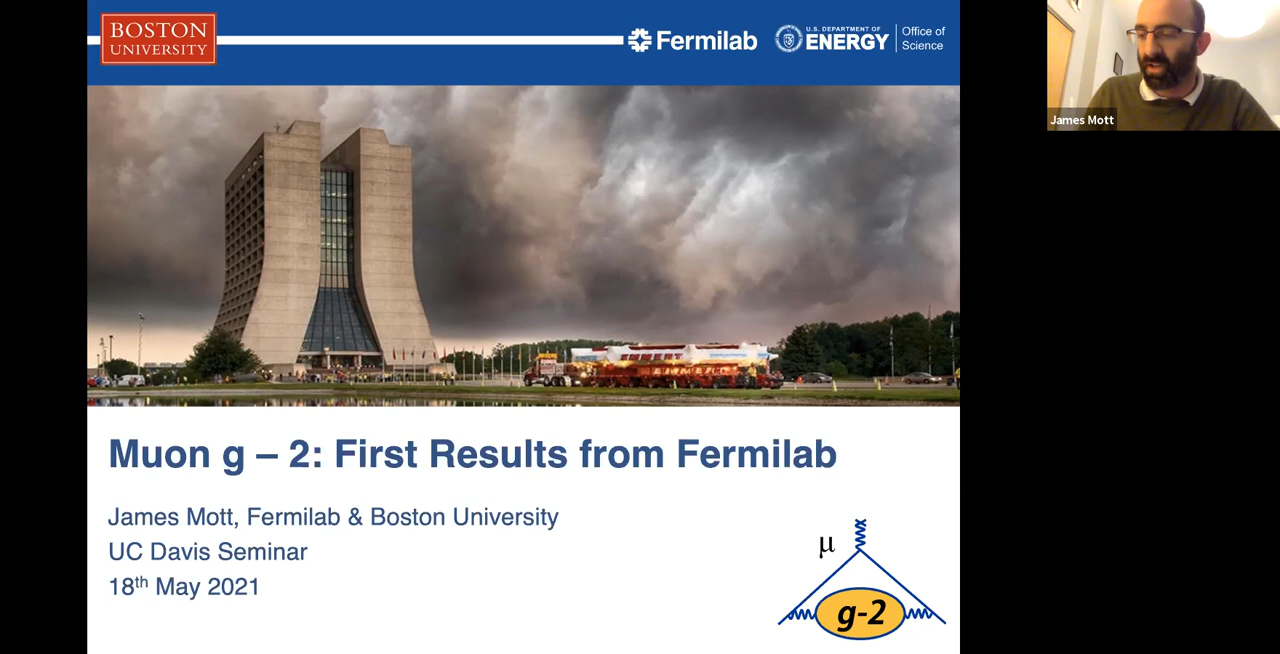 BOSTON
UNIVERSITY
Fermilab
U.S. DEPARTMENT OF
ENERGY
Office of
Science
James Mott
EMMERT
Muon g – 2: First Results from Fermilab
James Mott, Fermilab & Boston University
UC Davis Seminar
18th May 2021
μ
g-2